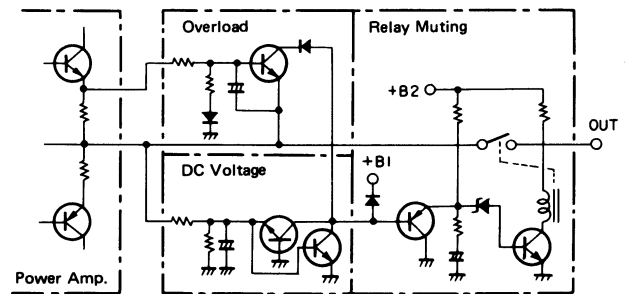 Overload
Relay Muting
+B2
OUT
+B1
DC Voltage
Power Amp.